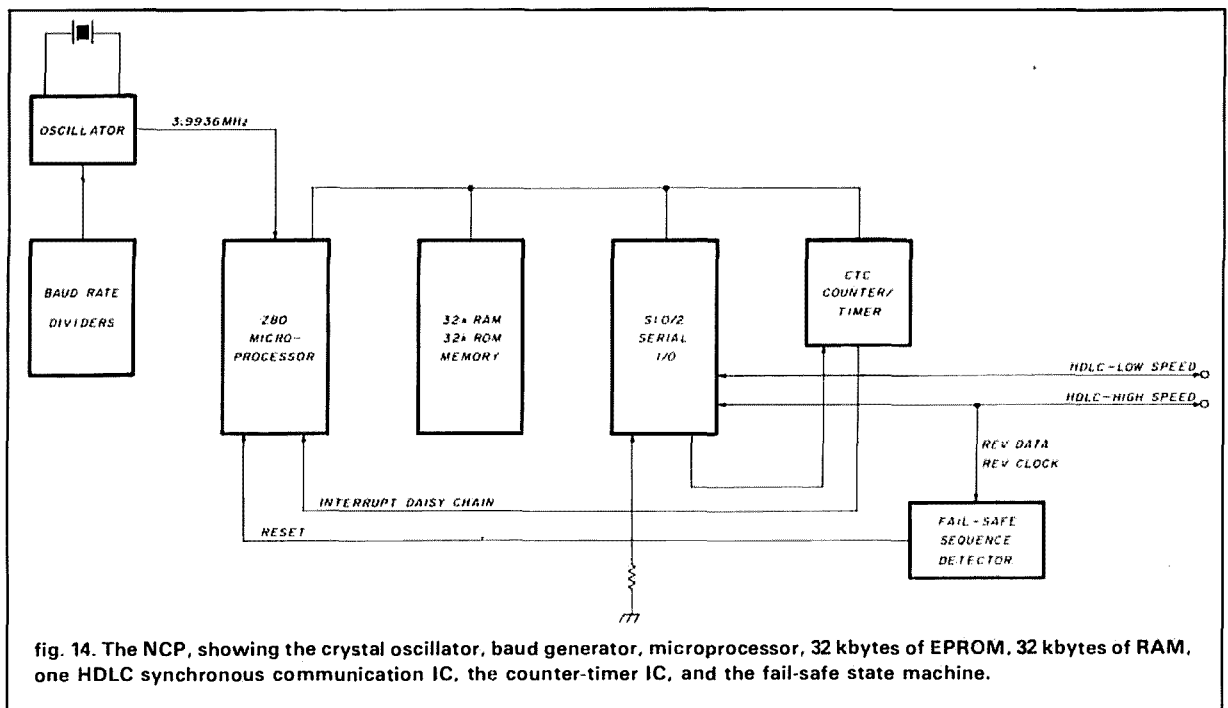 OSCILLATOR
3.9936MHz
BAUD RATE
DIVIDERS
Z80
MICRO-
PROCESSOR
32k RAM
32k ROM
MEMORY
SIO/2
SERIAL
I/O
CTC
COUNTER/
TIMER
HDLC-LOW SPEED
HDLC-HIGH SPEED
REV DATA
REV CLOCK
INTERRUPT DAISY CHAIN
RESET
FAIL-SAFE
SEQUENCE
DETECTOR
fig. 14. The NCP, showing the crystal oscillator, baud generator, microprocessor, 32 kbytes of EPROM, 32 kbytes of RAM,
one HDLC synchronous communication IC, the counter-timer IC, and the fail-safe state machine.